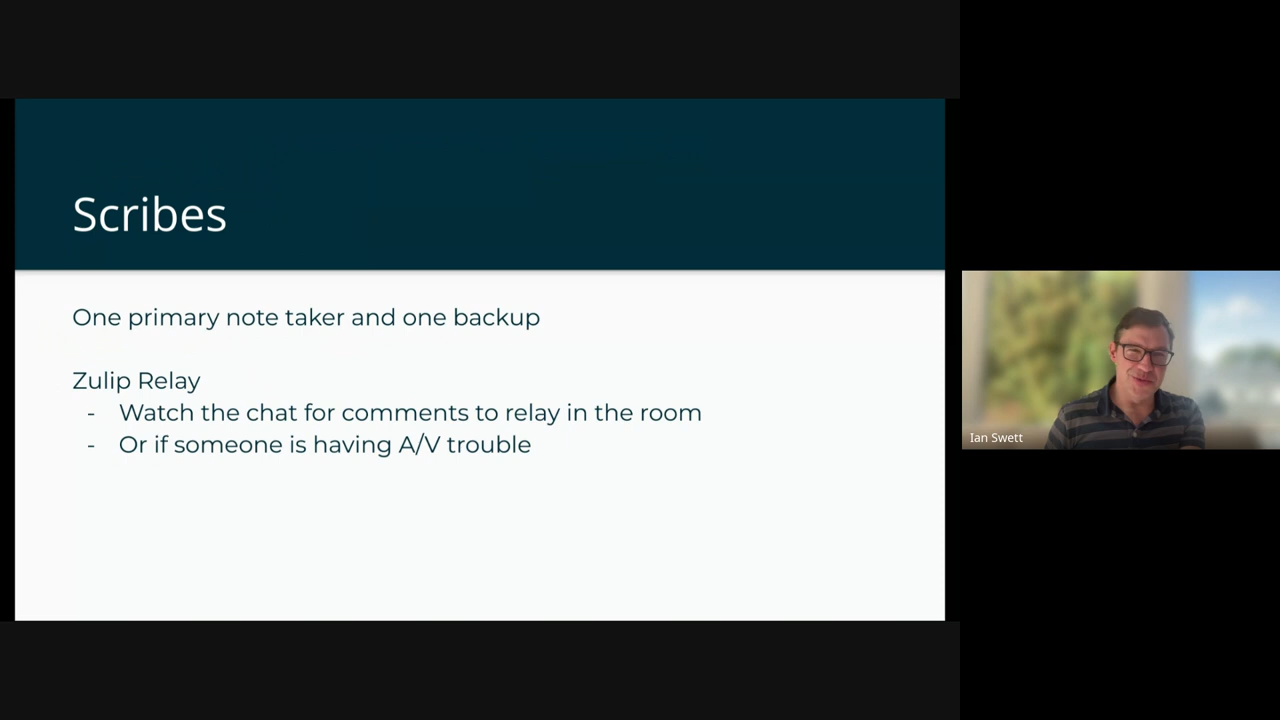 Scribes
One primary note taker and one backup
Zulip Relay
- Watch the chat for comments to relay in the room
- Or if someone is having A/V trouble
Ian Swett